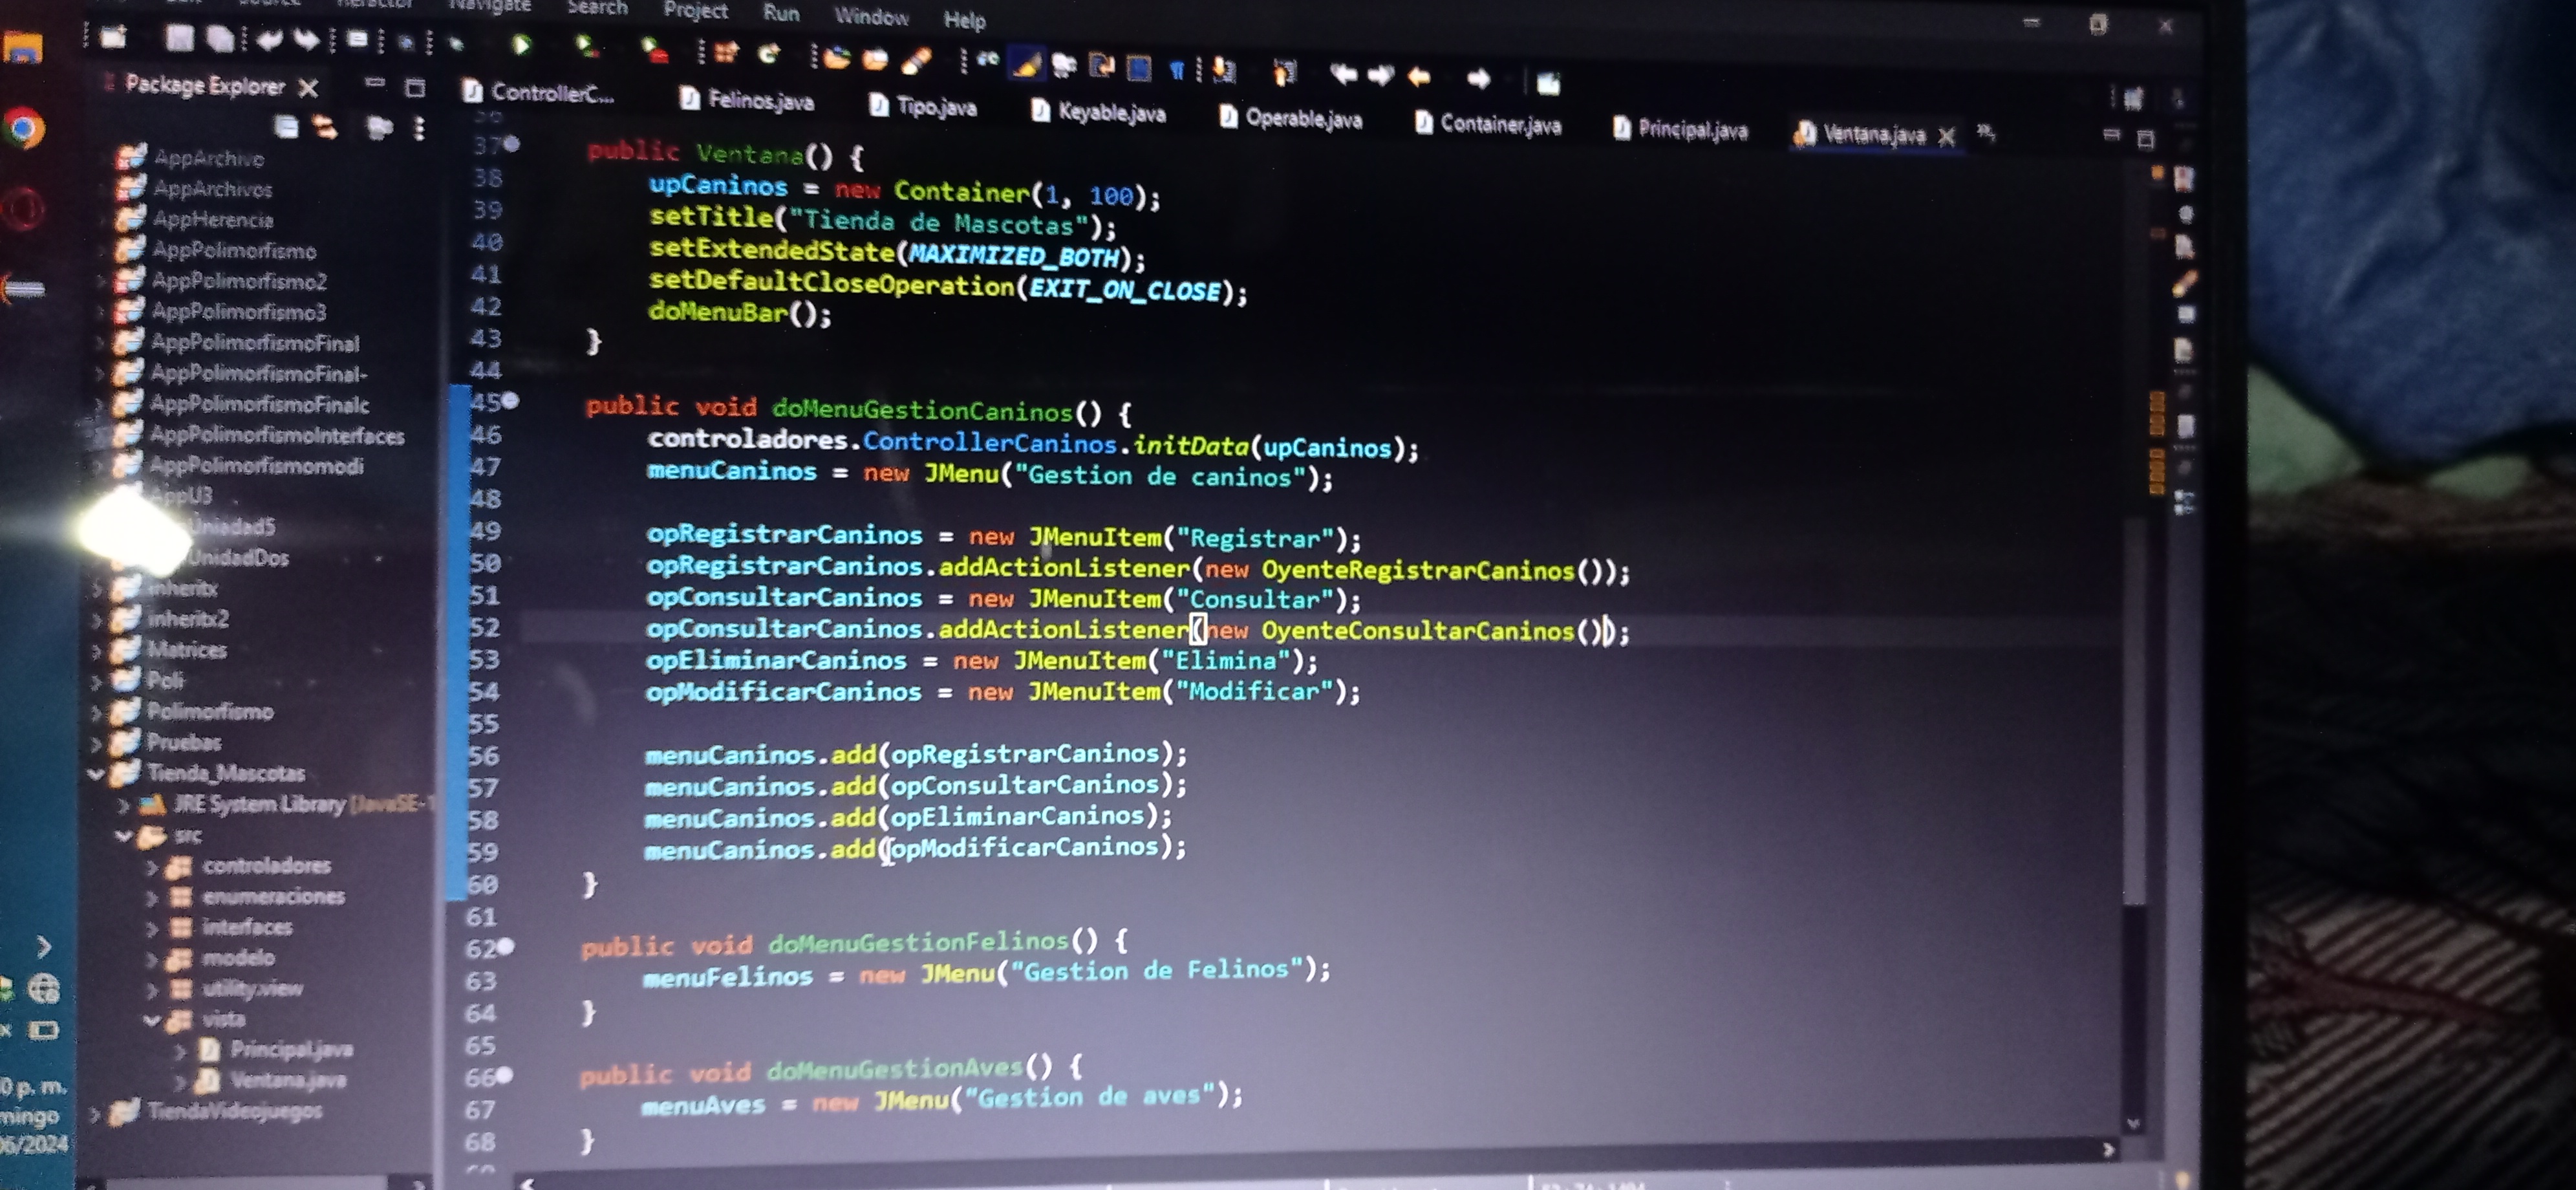 Navigate Search Project Run Window Help
Package Explorer
ControllerC... Felinos.java Tipo.java Keyable.java Operable.java Container.java Principal.java Ventana.java
AppArchivo
AppArchivos
AppHerencia
AppPolimorfismo
AppPolimorfismo2
AppPolimorfismo3
AppPolimorfismoFinal
AppPolimorfismoFinal-
AppPolimorfismoFinalc
AppPolimorfismoInterfaces
AppPolimorfismomodi
AppU3
Uniadad5
UnidadDos
inheritx
inheritx2
Matrices
Poli
Polimorfismo
Pruebas
Tienda_Mascotas
JRE System Library [JavaSE-1
src
controladores
enumeraciones
interfaces
modelo
utility.view
vista
Principal.java
Ventana.java
TiendaVideojuegos
0 p. m.
mingo
06/2024
36
37 public Ventana() {
38 upCaninos = new Container(1, 100);
39 setTitle("Tienda de Mascotas");
40 setExtendedState(MAXIMIZED_BOTH);
41 setDefaultCloseOperation(EXIT_ON_CLOSE);
42 doMenuBar();
43 }
44
45 public void doMenuGestionCaninos() {
46 controladores.ControllerCaninos.initData(upCaninos);
47 menuCaninos = new JMenu("Gestion de caninos");
48
49 opRegistrarCaninos = new JMenuItem("Registrar");
50 opRegistrarCaninos.addActionListener(new OyenteRegistrarCaninos());
51 opConsultarCaninos = new JMenuItem("Consultar");
52 opConsultarCaninos.addActionListener(new OyenteConsultarCaninos());
53 opEliminarCaninos = new JMenuItem("Elimina");
54 opModificarCaninos = new JMenuItem("Modificar");
55
56 menuCaninos.add(opRegistrarCaninos);
57 menuCaninos.add(opConsultarCaninos);
58 menuCaninos.add(opEliminarCaninos);
59 menuCaninos.add(opModificarCaninos);
60 }
61
62 public void doMenuGestionFelinos() {
63 menuFelinos = new JMenu("Gestion de Felinos");
64 }
65
66 public void doMenuGestionAves() {
67 menuAves = new JMenu("Gestion de aves");
68 }